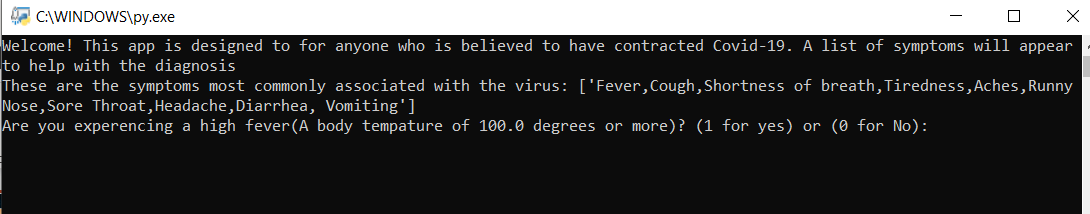 C:\WINDOWS\py.exe
Welcome! This app is designed to for anyone who is believed to have contracted Covid-19. A list of symptoms will appear
to help with the diagnosis
These are the symptoms most commonly associated with the virus: ['Fever,Cough,Shortness of breath,Tiredness,Aches,Runny
Nose,Sore Throat,Headache,Diarrhea, Vomiting']
Are you experencing a high fever(A body tempature of 100.0 degrees or more)? (1 for yes) or (0 for No):